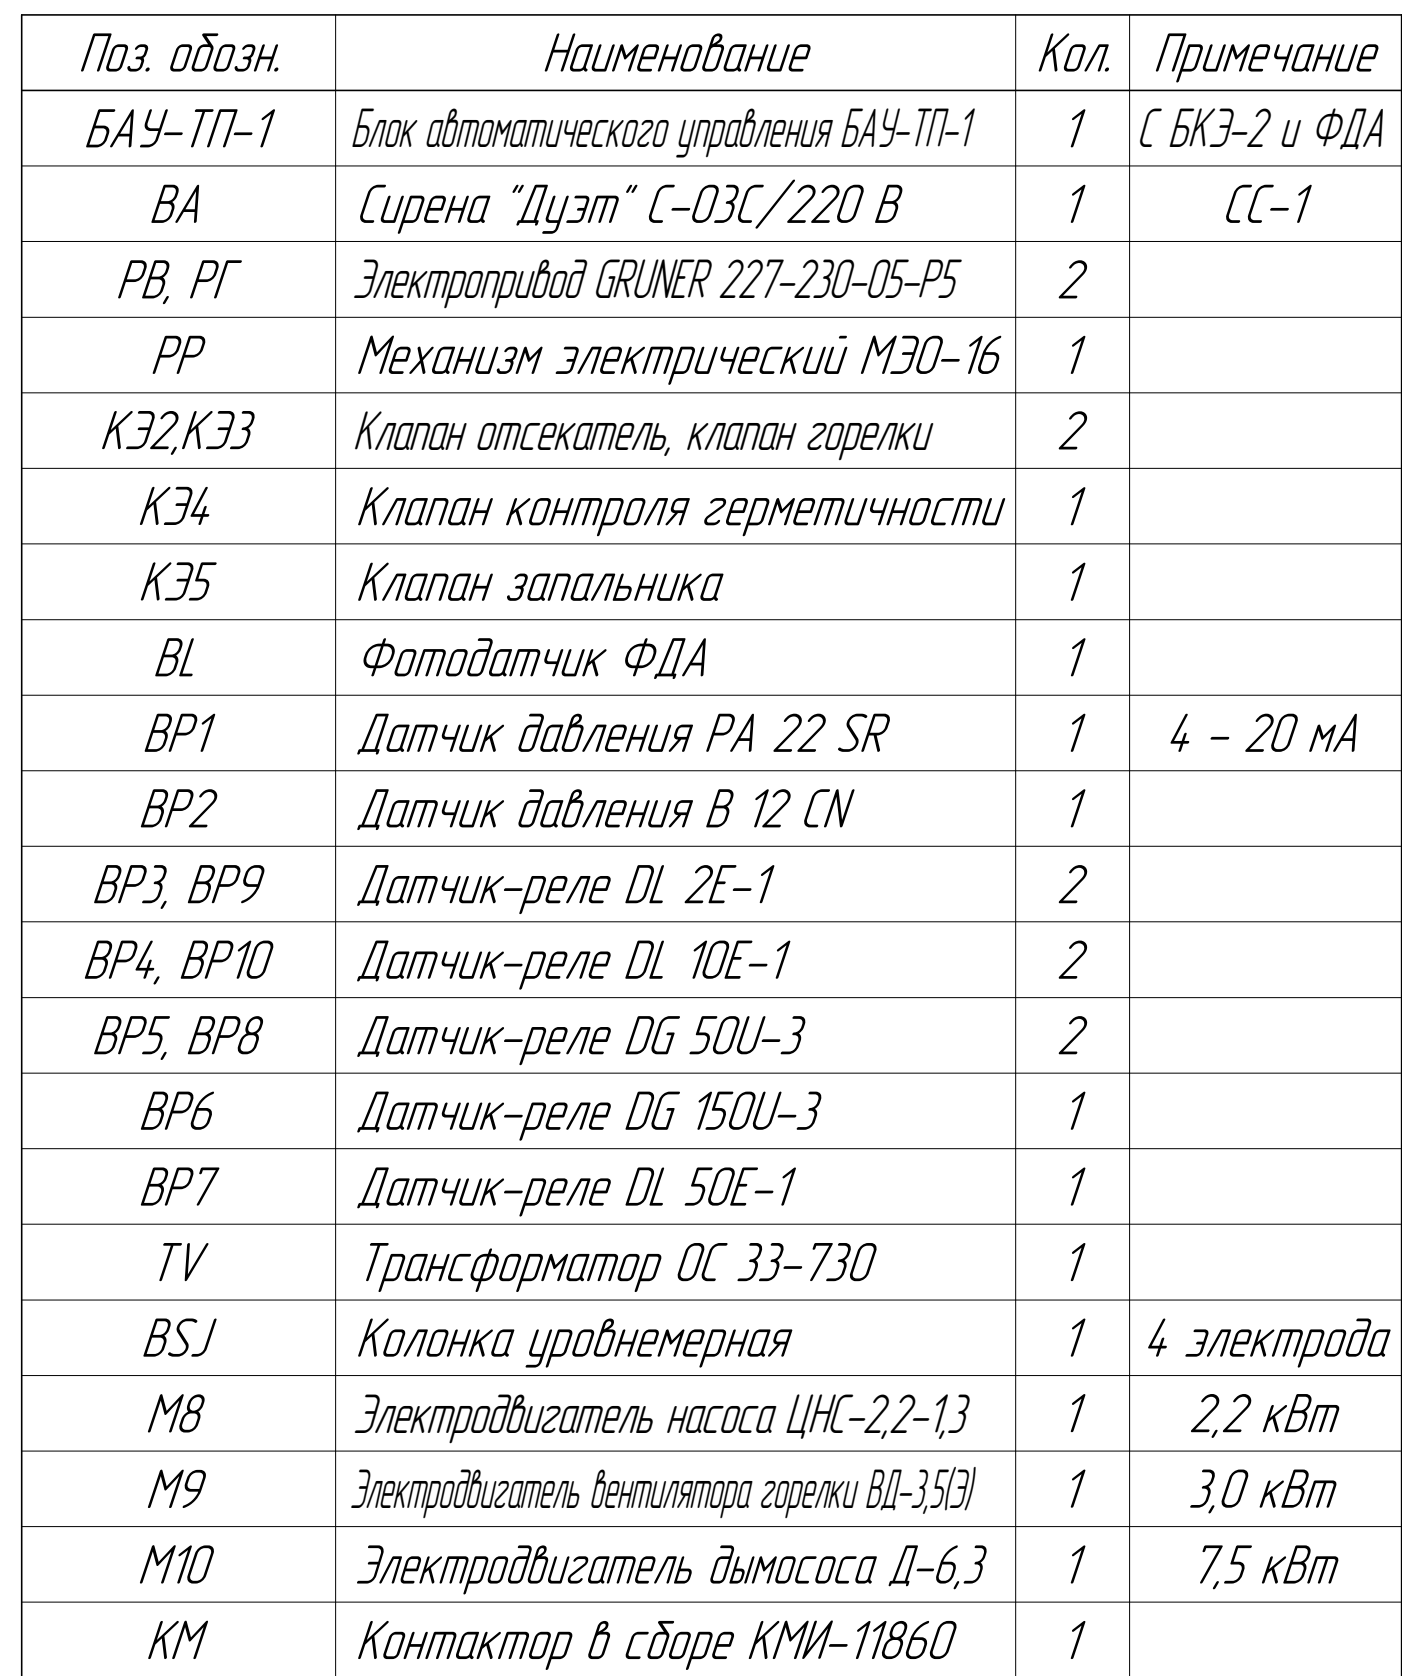 Поз. обозн. Наименование Кол. Примечание
БАУ-ТП-1 Блок автоматического управления БАУ-ТП-1 1 С БКЭ-2 и ФДА
ВА Сирена "Дуэт" С-03С/220 В 1 СС-1
РВ, РГ Электропривод GRUNER 227-230-05-P5 2
РР Механизм электрический МЭО-16 1
КЭ2,КЭ3 Клапан отсекатель, клапан горелки 2
КЭ4 Клапан контроля герметичности 1
КЭ5 Клапан запальника 1
BL Фотодатчик ФДА 1
ВР1 Датчик давления PA 22 SR 1 4 - 20 мА
ВР2 Датчик давления В 12 CN 1
ВР3, ВР9 Датчик-реле DL 2E-1 2
ВР4, ВР10 Датчик-реле DL 10E-1 2
ВР5, ВР8 Датчик-реле DG 50U-3 2
ВР6 Датчик-реле DG 150U-3 1
ВР7 Датчик-реле DL 50E-1 1
TV Трансформатор ОС 33-730 1
BSJ Колонка уровнемерная 1 4 электрода
М8 Электродвигатель насоса ЦНС-2,2-1,3 1 2,2 кВт
М9 Электродвигатель вентилятора горелки ВД-3,5(Э) 1 3,0 кВт
М10 Электродвигатель дымососа Д-6,3 1 7,5 кВт
КМ Контактор в сборе КМИ-11860 1